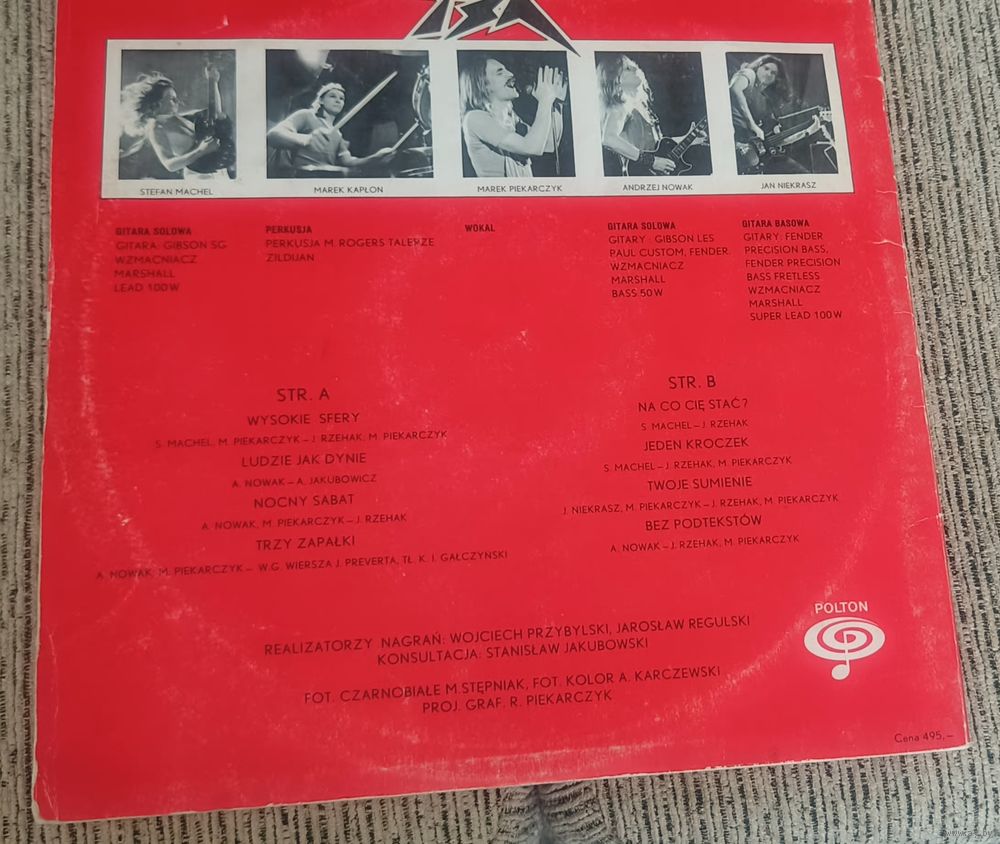 TSA
STEFAN MACHEL
MAREK KAPŁON
MAREK PIEKARCZYK
ANDRZEJ NOWAK
JAN NIEKRASZ
GITARA SOLOWA
GITARA: GIBSON SG
WZMACNIACZ
MARSHALL
LEAD 100W
PERKUSJA
PERKUSJA M. ROGERS TALERZE
ZILDIJAN
WOKAL
GITARA SOLOWA
GITARY: GIBSON LES
PAUL CUSTOM, FENDER.
WZMACNIACZ
MARSHALL
BASS 50W
GITARA BASOWA
GITARY: FENDER
PRECISION BASS,
FENDER PRECISION
BASS FRETLESS
WZMACNIACZ
MARSHALL
SUPER LEAD 100W
STR. A
WYSOKIE SFERY
S. MACHEL, M. PIEKARCZYK – J. RZEHAK, M. PIEKARCZYK
LUDZIE JAK DYNIE
A. NOWAK – A. JAKUBOWICZ
NOCNY SABAT
A. NOWAK, M. PIEKARCZYK – J. RZEHAK
TRZY ZAPAŁKI
A. NOWAK, M. PIEKARCZYK – W.G. WIERSZA J. PREVERTA, TŁ. K. I. GAŁCZYŃSKI
STR. B
NA CO CIĘ STAĆ?
S. MACHEL – J. RZEHAK
JEDEN KROCZEK
S. MACHEL – J. RZEHAK, M. PIEKARCZYK
TWOJE SUMIENIE
J. NIEKRASZ, M. PIEKARCZYK – J. RZEHAK, M. PIEKARCZYK
BEZ PODTEKSTÓW
A. NOWAK – J. RZEHAK, M. PIEKARCZYK
POLTON
REALIZATORZY NAGRAŃ: WOJCIECH PRZYBYLSKI, JAROSŁAW REGULSKI
KONSULTACJA: STANISŁAW JAKUBOWSKI
FOT. CZARNOBIAŁE M. STĘPNIAK, FOT. KOLOR A. KARCZEWSKI
PROJ. GRAF. R. PIEKARCZYK
Cena 495,–